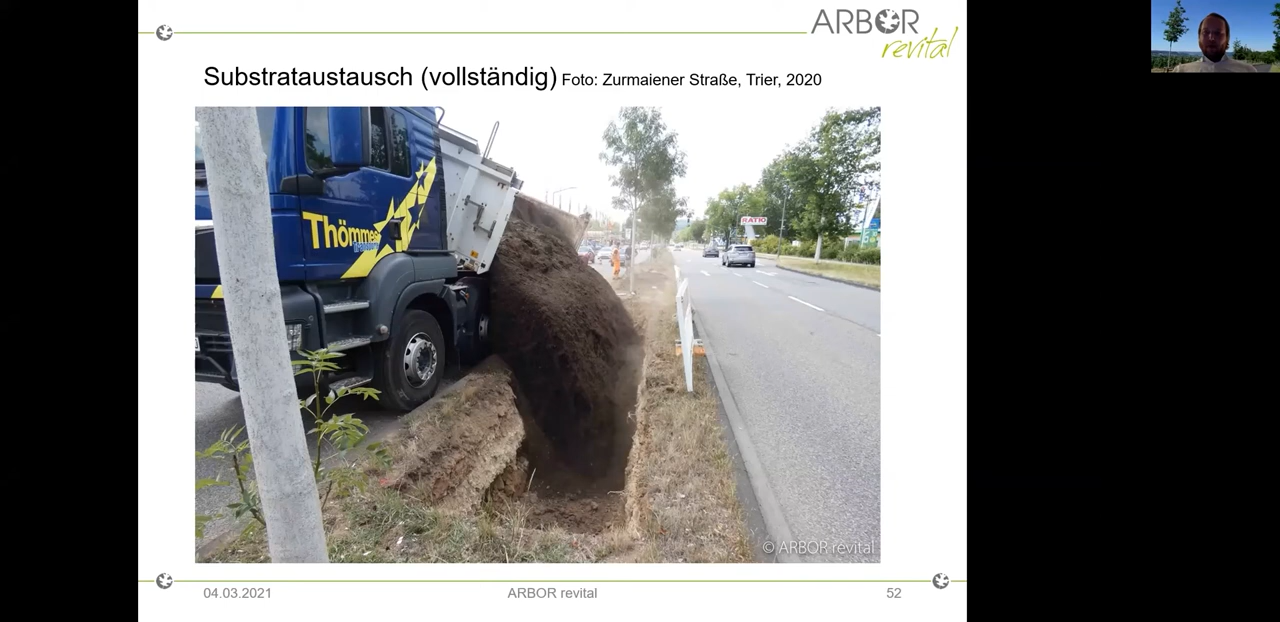 ARBOR
revital
Substrataustausch (vollständig) Foto: Zurmaiener Straße, Trier, 2020
Thömmes
RATIO
© ARBOR revital
04.03.2021 ARBOR revital 52